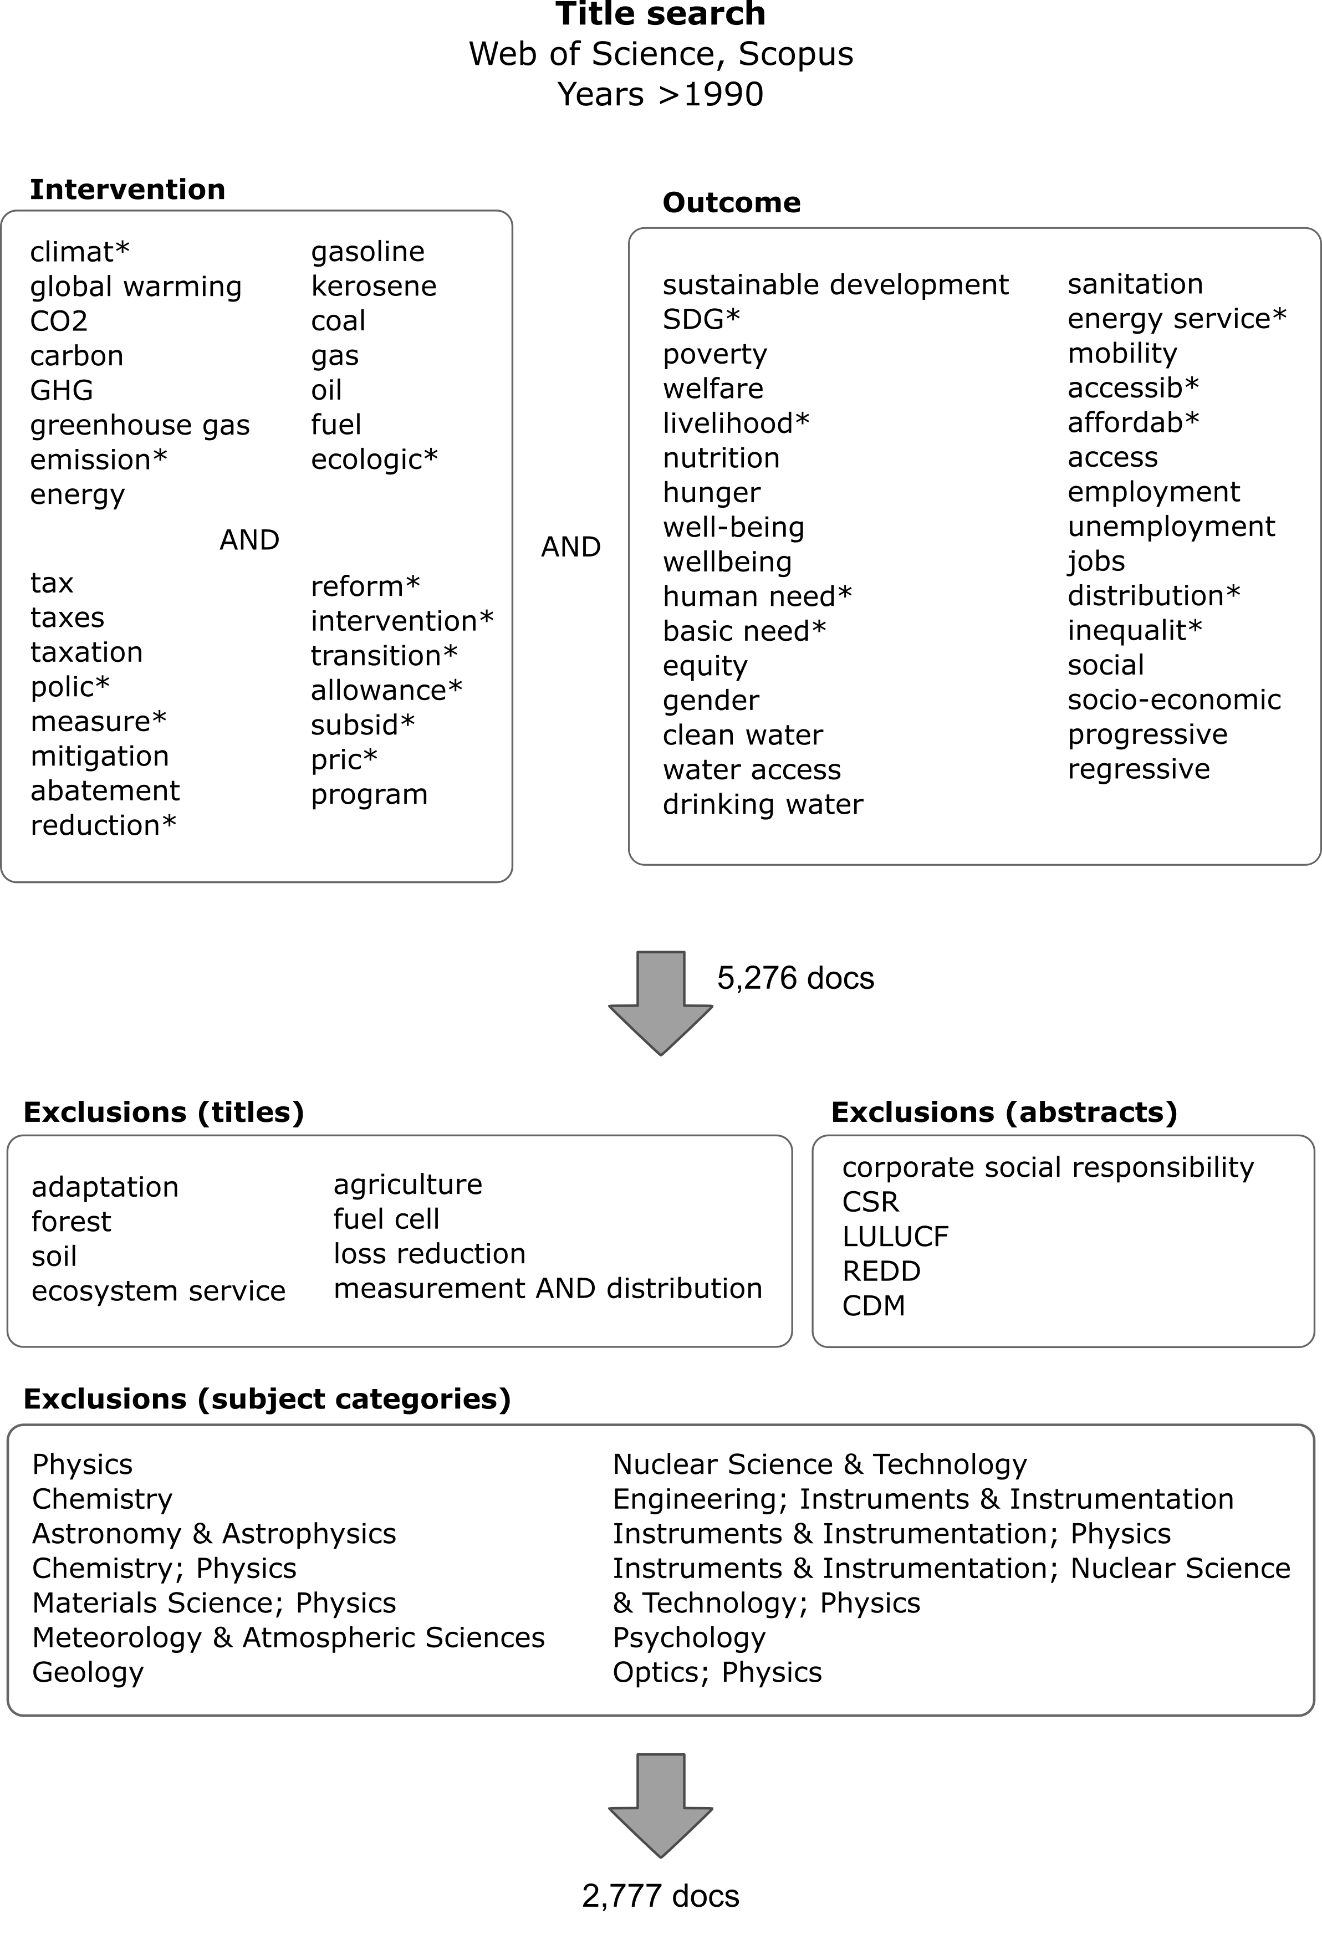 Title search
Web of Science, Scopus
Years >1990
Intervention
climat*
global warming
CO2
carbon
GHG
greenhouse gas
emission*
energy
gasoline
kerosene
coal
gas
oil
fuel
ecologic*
AND
tax
taxes
taxation
polic*
measure*
mitigation
abatement
reduction*
reform*
intervention*
transition*
allowance*
subsid*
pric*
program
AND
Outcome
sustainable development
SDG*
poverty
welfare
livelihood*
nutrition
hunger
well-being
wellbeing
human need*
basic need*
equity
gender
clean water
water access
drinking water
sanitation
energy service*
mobility
accessib*
affordab*
access
employment
unemployment
jobs
distribution*
inequalit*
social
socio-economic
progressive
regressive
5,276 docs
Exclusions (titles)
adaptation
forest
soil
ecosystem service
agriculture
fuel cell
loss reduction
measurement AND distribution
Exclusions (abstracts)
corporate social responsibility
CSR
LULUCF
REDD
CDM
Exclusions (subject categories)
Physics
Chemistry
Astronomy & Astrophysics
Chemistry; Physics
Materials Science; Physics
Meteorology & Atmospheric Sciences
Geology
Nuclear Science & Technology
Engineering; Instruments & Instrumentation
Instruments & Instrumentation; Physics
Instruments & Instrumentation; Nuclear Science
& Technology; Physics
Psychology
Optics; Physics
2,777 docs